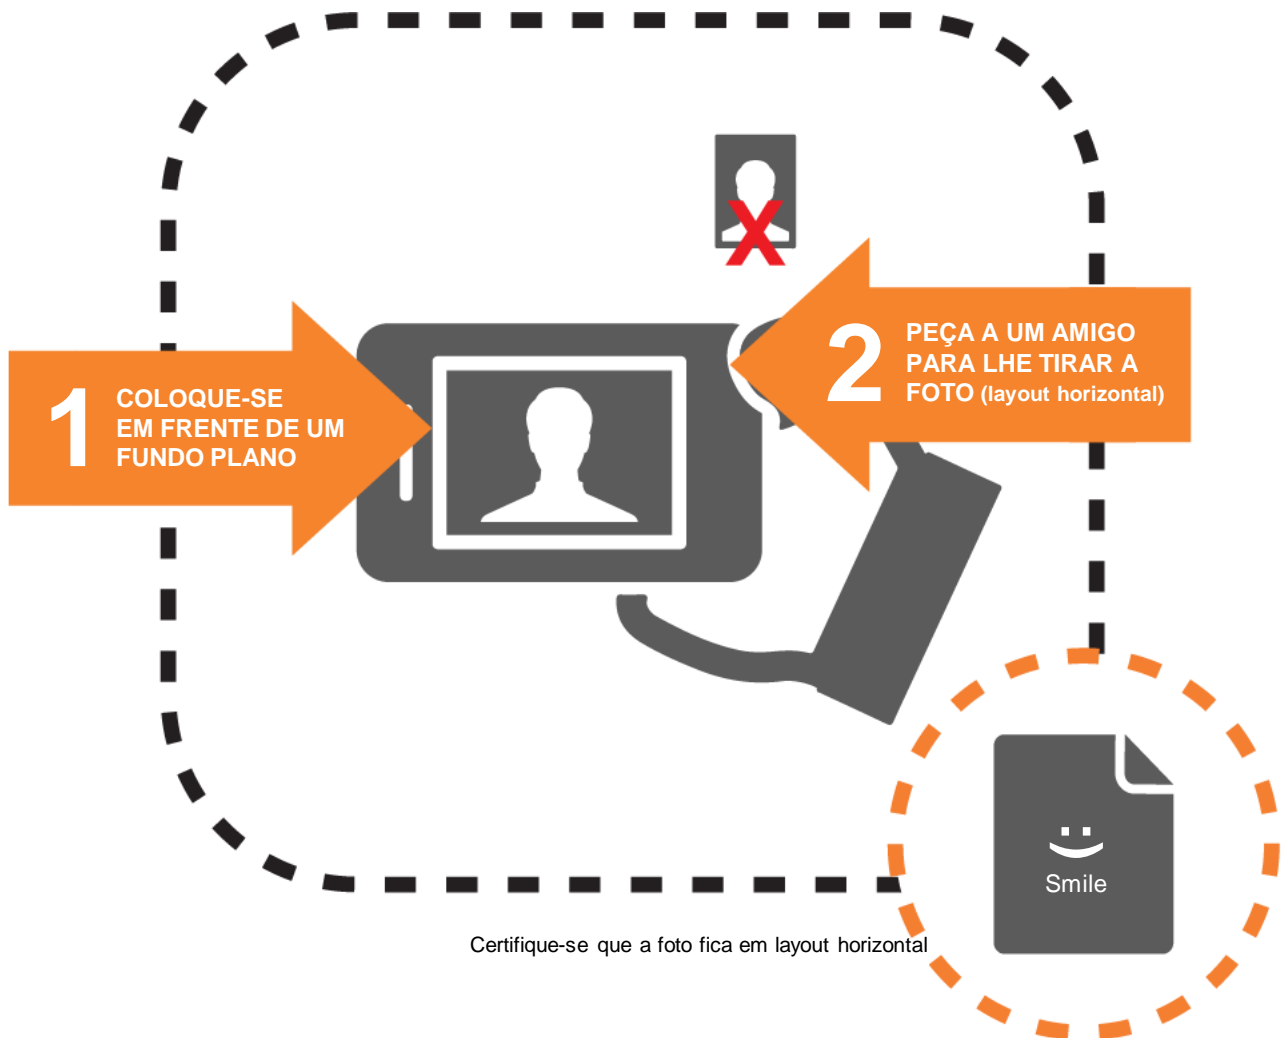 1
COLOQUE-SE
EM FRENTE DE UM
FUNDO PLANO
2
PEÇA A UM AMIGO
PARA LHE TIRAR A
FOTO (layout horizontal)
Smile
Certifique-se que a foto fica em layout horizontal